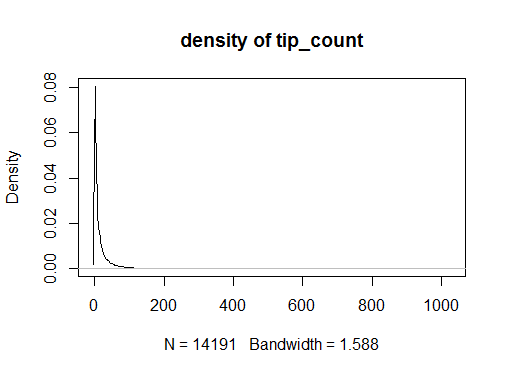 density of tip_count
Density
0.00 0.02 0.04 0.06 0.08
0 200 400 600 800 1000
N = 14191 Bandwidth = 1.588